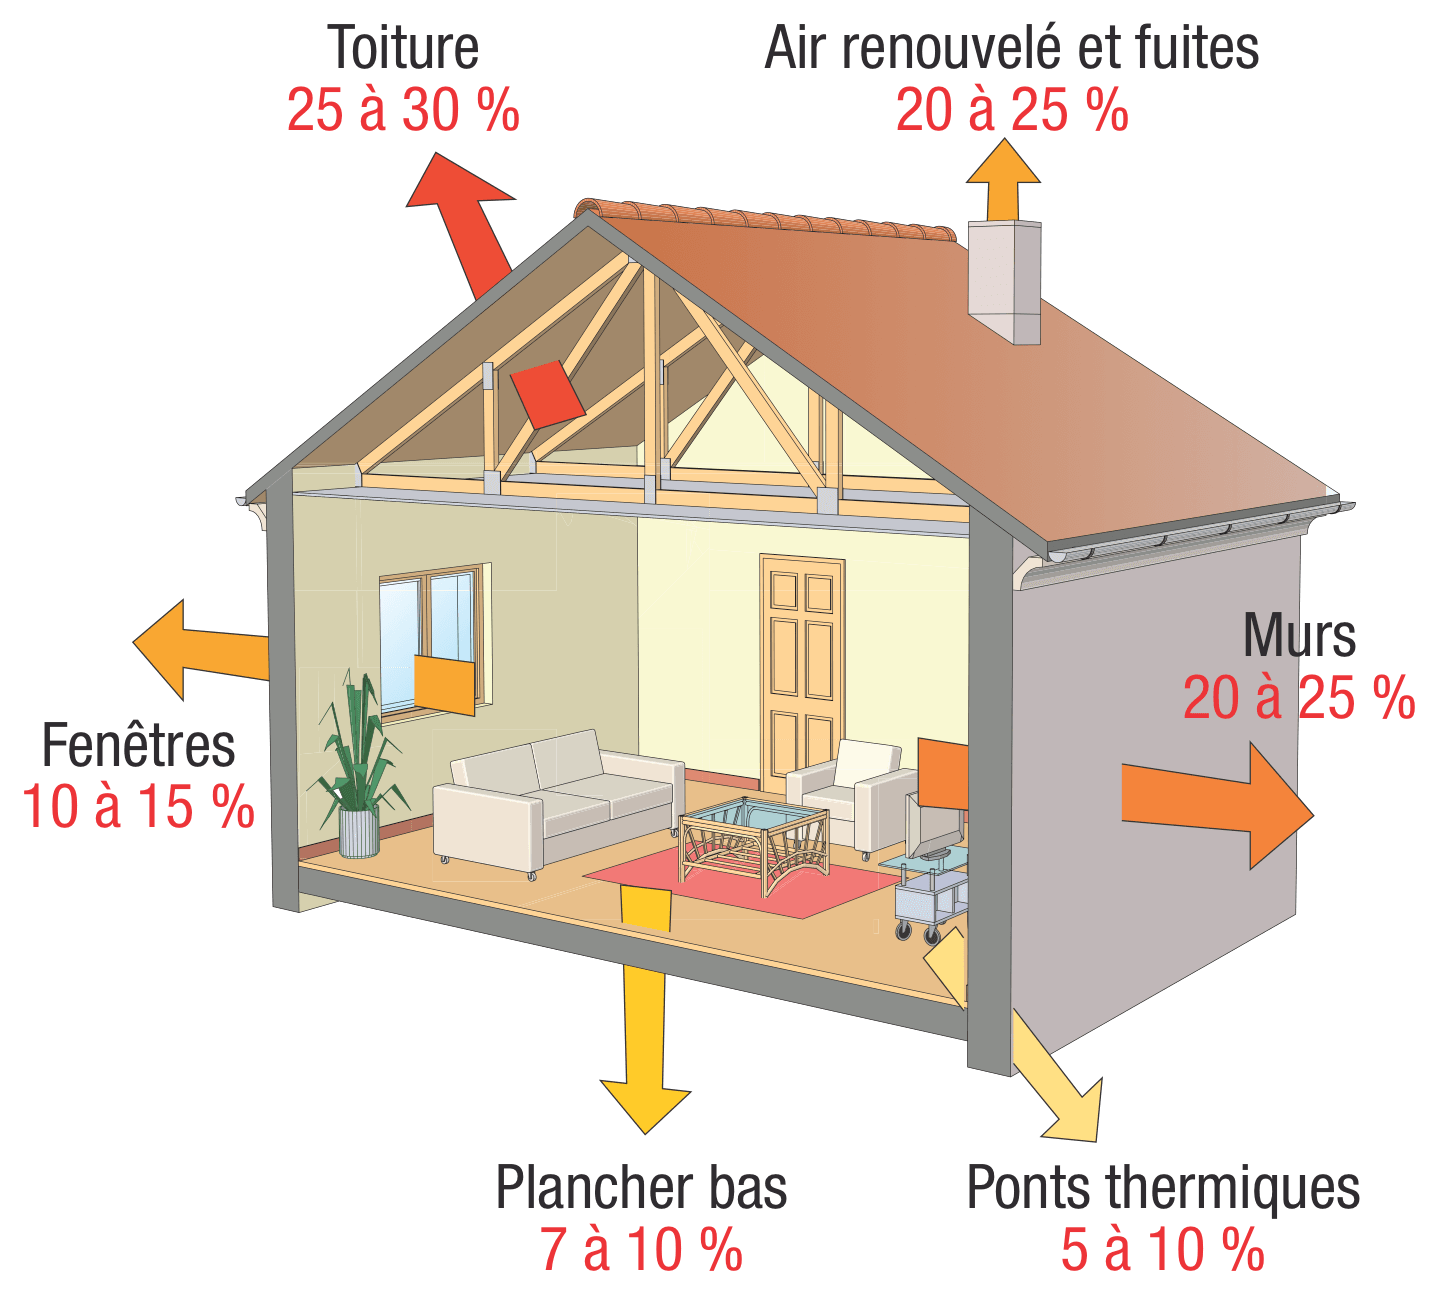 Toiture
25 à 30 %
Air renouvelé et fuites
20 à 25 %
Murs
20 à 25 %
Fenêtres
10 à 15 %
Plancher bas
7 à 10 %
Ponts thermiques
5 à 10 %